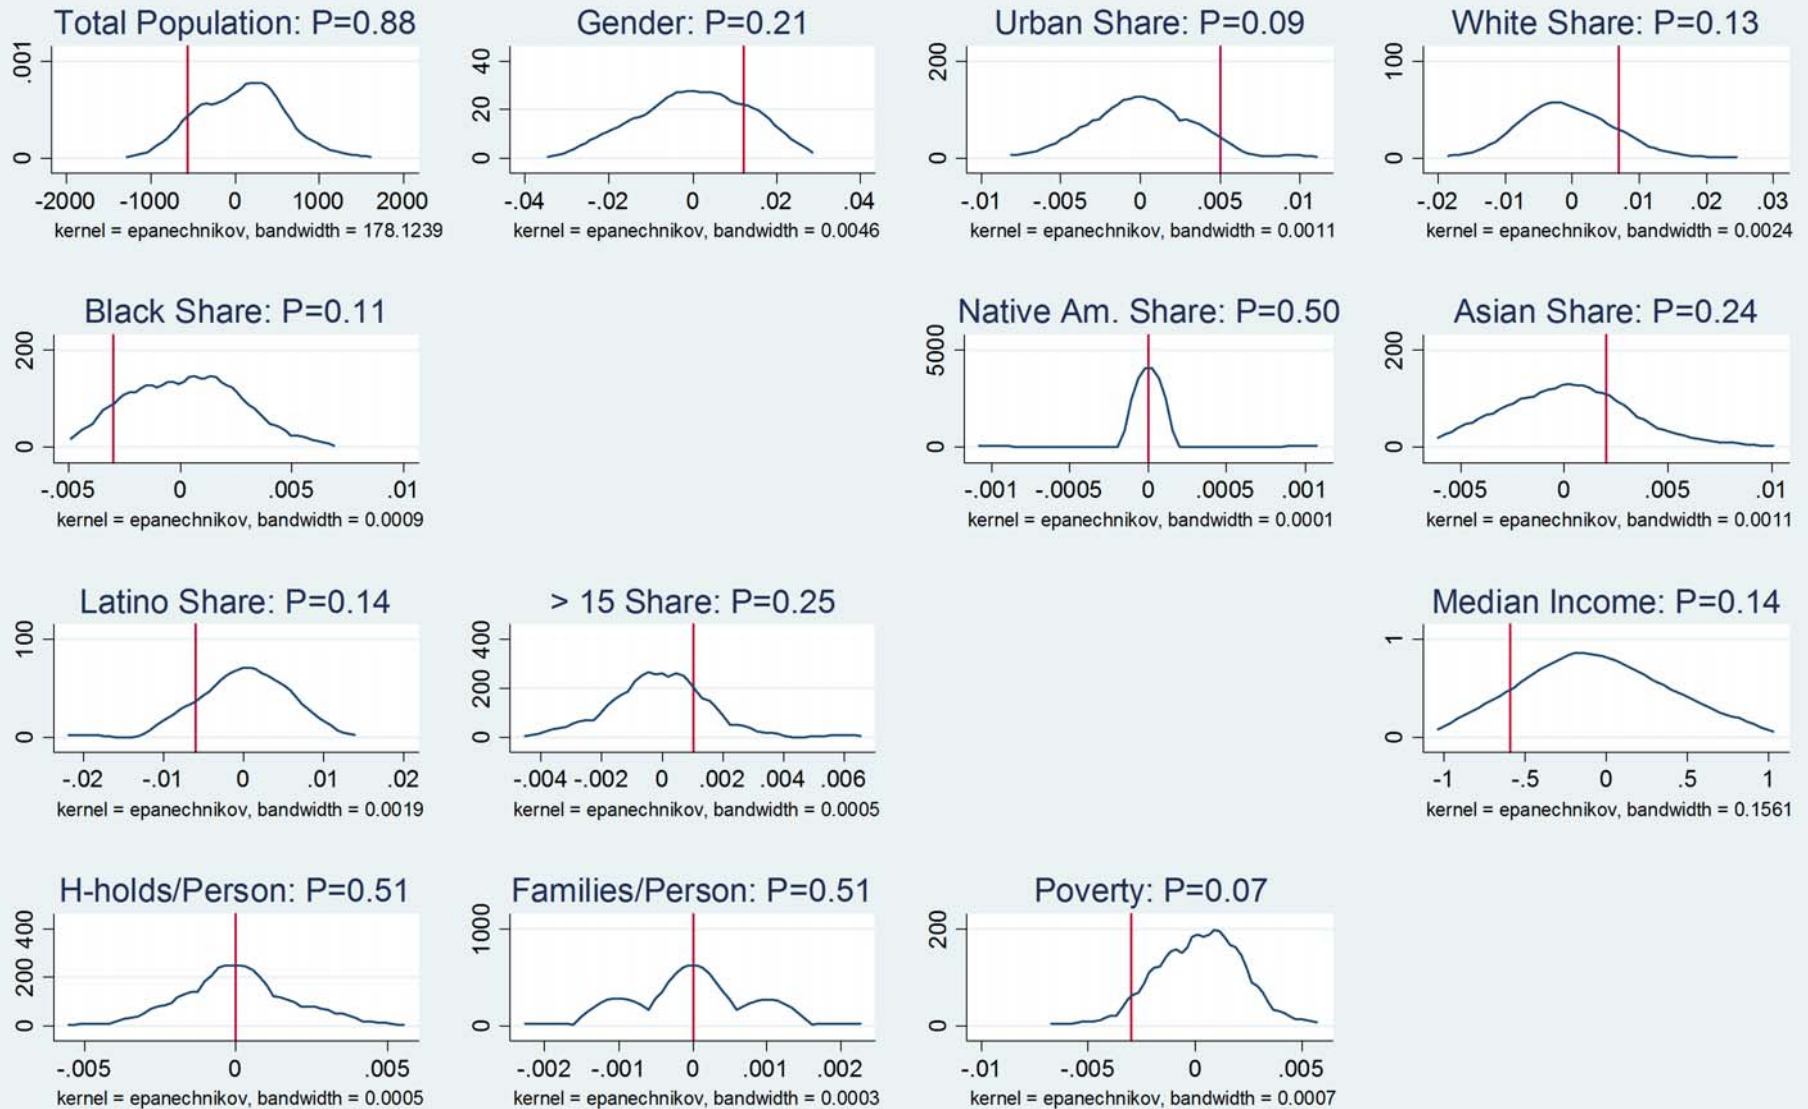 Total Population: P=0.88
.001
0
-2000 -1000 0 1000 2000
kernel = epanechnikov, bandwidth = 178.1239
Gender: P=0.21
40
20
0
-.04 -.02 0 .02 .04
kernel = epanechnikov, bandwidth = 0.0046
Urban Share: P=0.09
200
0
-.01 -.005 0 .005 .01
kernel = epanechnikov, bandwidth = 0.0011
White Share: P=0.13
100
0
-.02 -.01 0 .01 .02 .03
kernel = epanechnikov, bandwidth = 0.0024
Black Share: P=0.11
200
0
-.005 0 .005 .01
kernel = epanechnikov, bandwidth = 0.0009
Native Am. Share: P=0.50
5000
0
-.001 -.0005 0 .0005 .001
kernel = epanechnikov, bandwidth = 0.0001
Asian Share: P=0.24
200
0
-.005 0 .005 .01
kernel = epanechnikov, bandwidth = 0.0011
Latino Share: P=0.14
100
0
-.02 -.01 0 .01 .02
kernel = epanechnikov, bandwidth = 0.0019
> 15 Share: P=0.25
400
200
0
-.004 -.002 0 .002 .004 .006
kernel = epanechnikov, bandwidth = 0.0005
Median Income: P=0.14
1
0
-1 -.5 0 .5 1
kernel = epanechnikov, bandwidth = 0.1561
H-holds/Person: P=0.51
400
200
0
-.005 0 .005
kernel = epanechnikov, bandwidth = 0.0005
Families/Person: P=0.51
1000
0
-.002 -.001 0 .001 .002
kernel = epanechnikov, bandwidth = 0.0003
Poverty: P=0.07
200
0
-.01 -.005 0 .005
kernel = epanechnikov, bandwidth = 0.0007